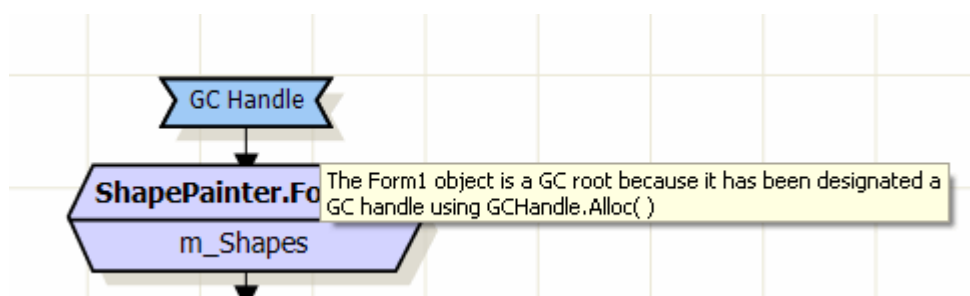 GC Handle
ShapePainter.Fo
The Form1 object is a GC root because it has been designated a
GC handle using GCHandle.Alloc( )
m_Shapes